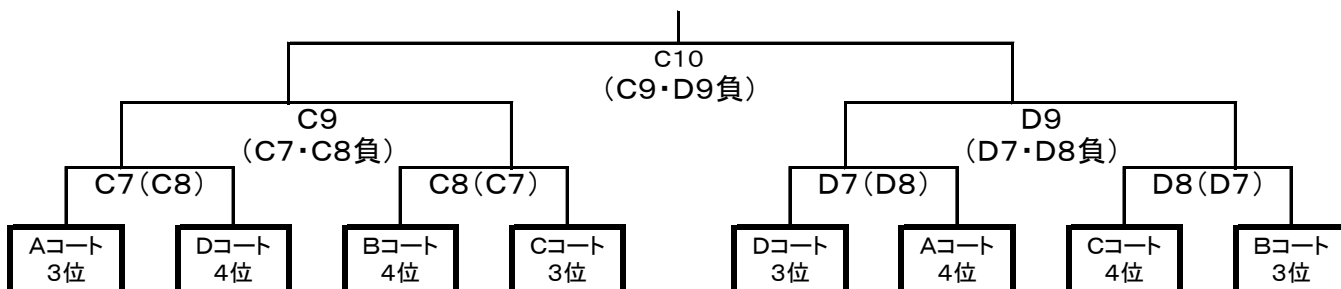 C10
(C9・D9負)
C9
(C7・C8負)
D9
(D7・D8負)
C7(C8)
C8(C7)
D7(D8)
D8(D7)
Aコート
3位
Dコート
4位
Bコート
4位
Cコート
3位
Dコート
3位
Aコート
4位
Cコート
4位
Bコート
3位